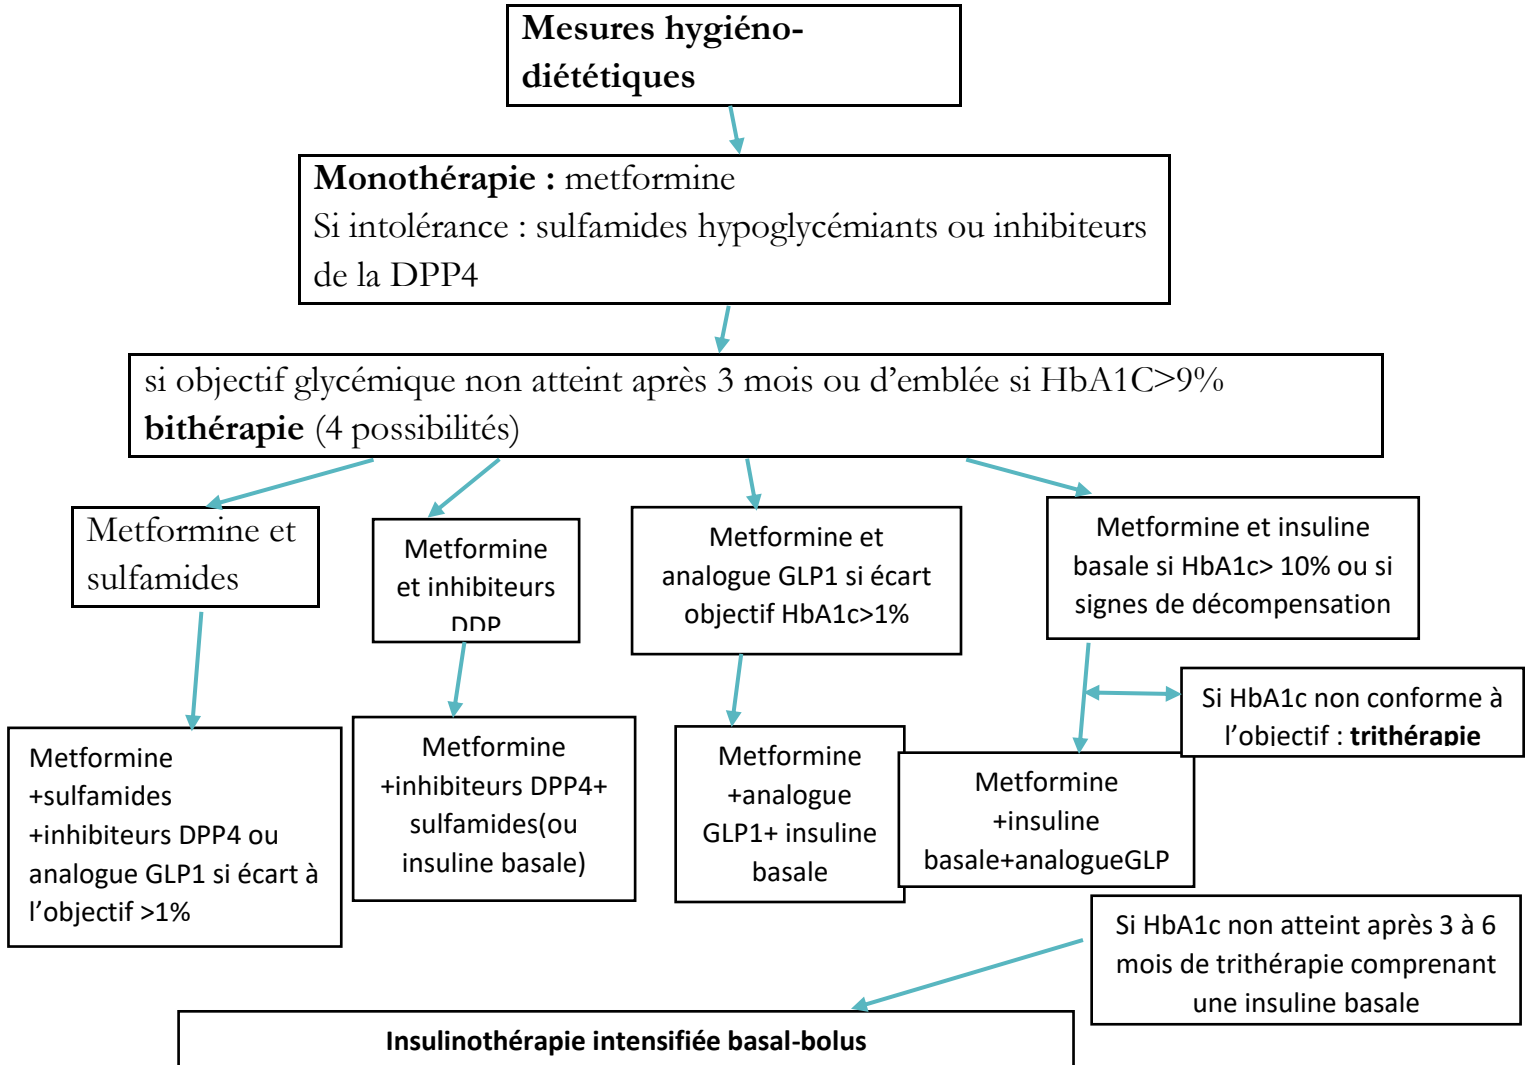 Mesures hygiéno-
diététiques
Monothérapie : metformine
Si intolérance : sulfamides hypoglycémiants ou inhibiteurs
de la DPP4
si objectif glycémique non atteint après 3 mois ou d’emblée si HbA1C>9%
bithérapie (4 possibilités)
Metformine et
sulfamides
Metformine
et inhibiteurs
DDP
Metformine et
analogue GLP1 si écart
objectif HbA1c>1%
Metformine et insuline
basale si HbA1c> 10% ou si
signes de décompensation
Si HbA1c non conforme à
l’objectif : trithérapie
Metformine
+sulfamides
+inhibiteurs DPP4 ou
analogue GLP1 si écart à
l’objectif >1%
Metformine
+inhibiteurs DPP4+
sulfamides(ou
insuline basale)
Metformine
+analogue
GLP1+ insuline
basale
Metformine
+insuline
basale+analogueGLP
Si HbA1c non atteint après 3 à 6
mois de trithérapie comprenant
une insuline basale
Insulinothérapie intensifiée basal-bolus